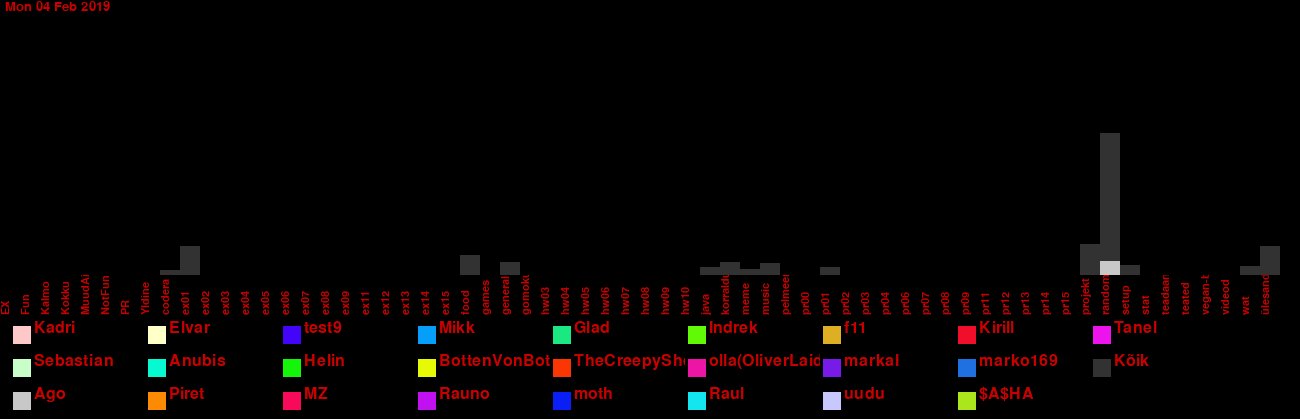 Mon 04 Feb 2019
EX
Fun
Kalmo
Kokku
MuudAi
NotFun
PR
Yldine
codera
ex01
ex02
ex03
ex04
ex05
ex06
ex07
ex08
ex09
ex11
ex12
ex13
ex14
ex15
food
games
general
gomoku
hw03
hw04
hw05
hw06
hw07
hw08
hw09
hw10
java
korraldu
meme
music
pelmeen
pr00
pr01
pr02
pr03
pr04
pr06
pr07
pr08
pr09
pr11
pr12
pr13
pr14
pr15
projekt
random
setup
stat
teadaan
teated
vegan-t
videod
wat
ülesand
Kadri Elvar test9 Mikk Glad Indrek f11 Kirill Tanel
Sebastian Anubis Helin BottenVonBot TheCreepyShe olla(OliverLaid markal marko169 Kõik
Ago Piret MZ Rauno moth Raul uudu $A$HA